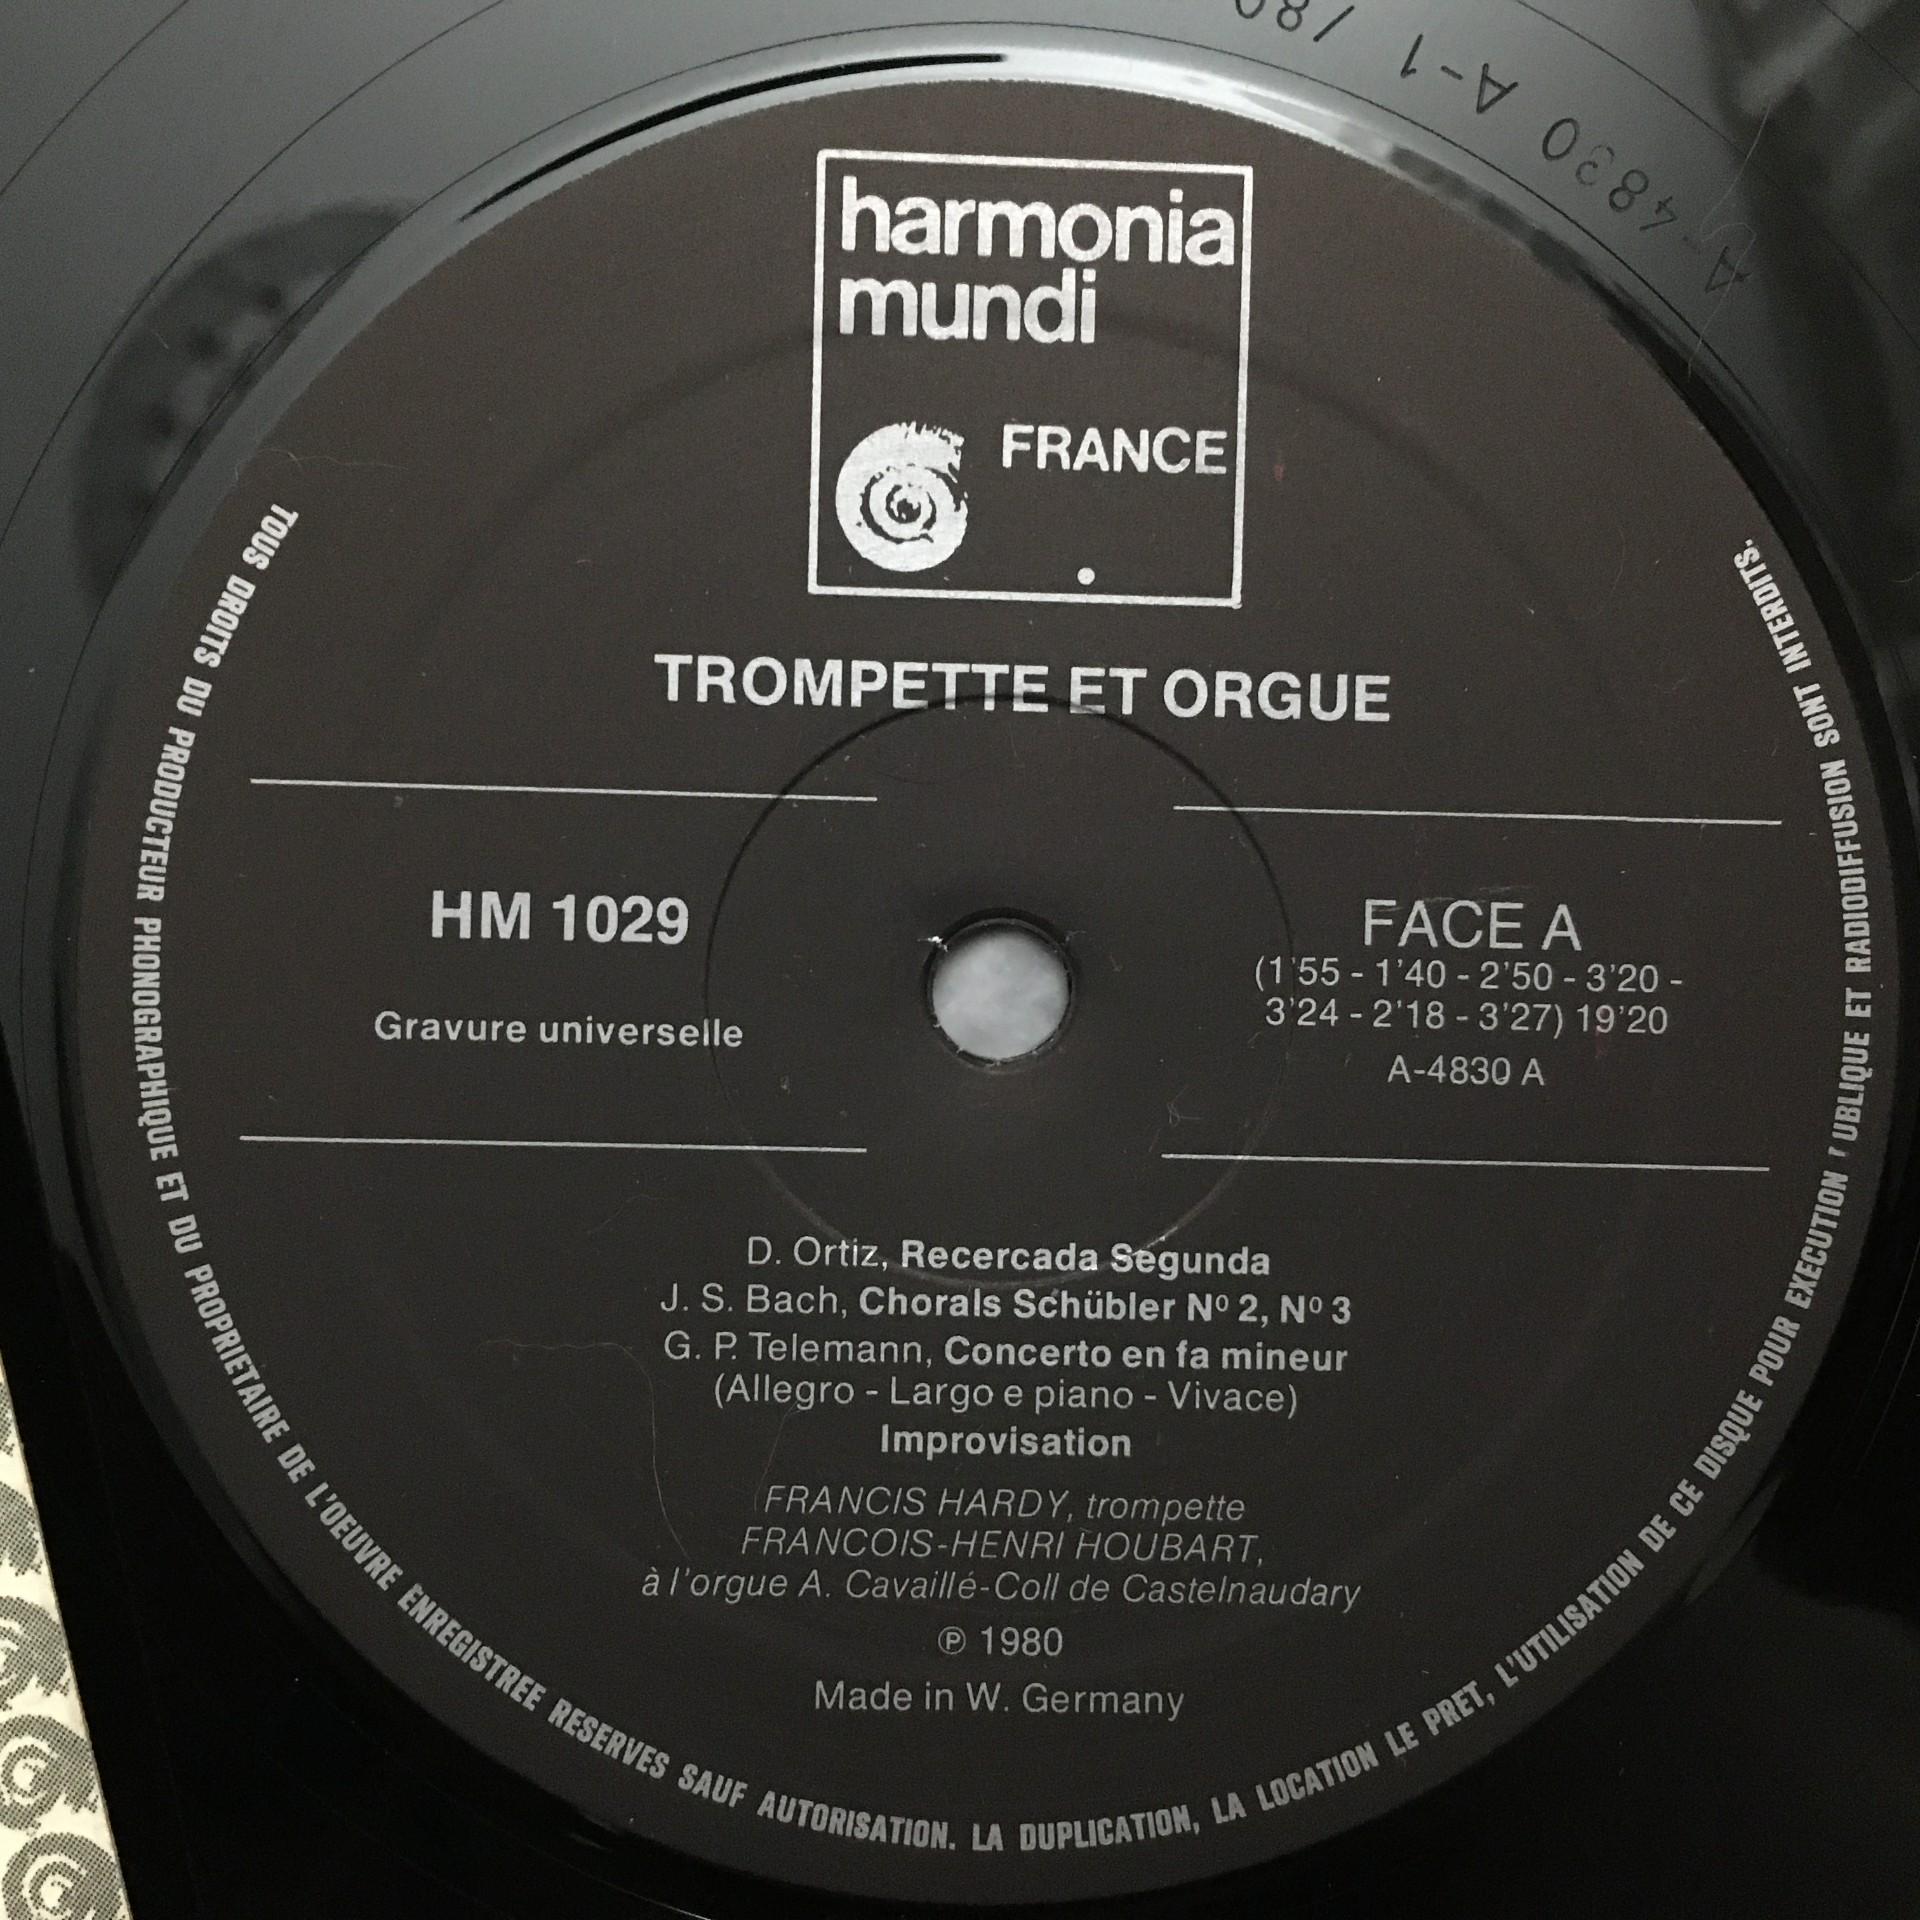 A-4830 A-1 /80
harmonia
mundi
FRANCE
TROMPETTE ET ORGUE
HM 1029
Gravure universelle
FACE A
(1'55 - 1'40 - 2'50 - 3'20 -
3'24 - 2'18 - 3'27) 19'20
A-4830 A
D. Ortiz, Recercada Segunda
J. S. Bach, Chorals Schübler Nº 2, Nº 3
G. P. Telemann, Concerto en fa mineur
(Allegro - Largo e piano - Vivace)
Improvisation
FRANCIS HARDY, trompette
FRANCOIS-HENRI HOUBART,
à l'orgue A. Cavaillé-Coll de Castelnaudary
℗ 1980
Made in W. Germany
TOUS DROITS DU PRODUCTEUR PHONOGRAPHIQUE ET DU PROPRIETAIRE DE L'OEUVRE ENREGISTREE RESERVES SAUF AUTORISATION. LA DUPLICATION, LA LOCATION LE PRET, L'UTILISATION DE CE DISQUE POUR EXECUTION PUBLIQUE ET RADIODIFFUSION SONT INTERDITS.